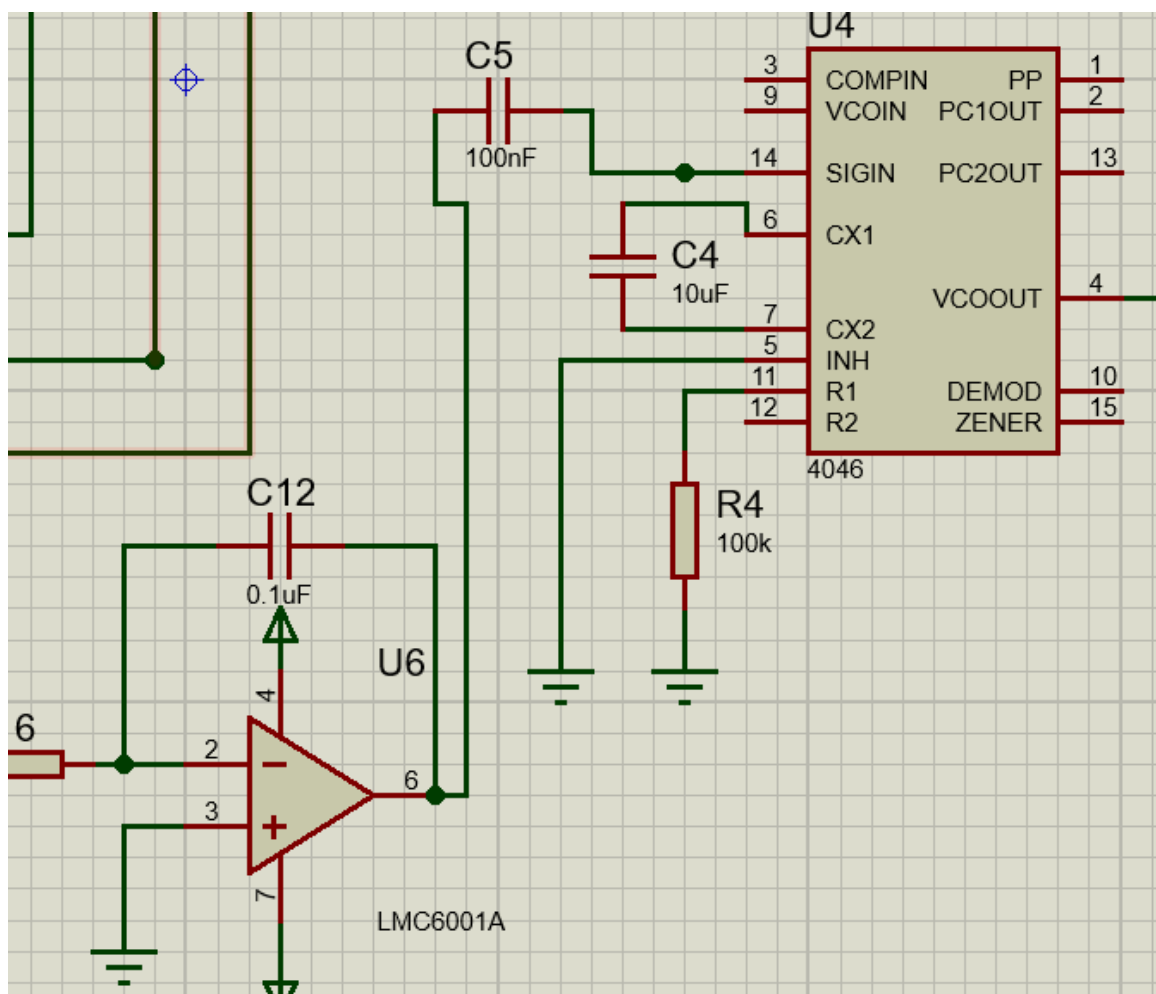 U4
C5
100nF
3
COMPIN
PP
1
9
VCOIN
PC1OUT
2
14
SIGIN
PC2OUT
13
6
CX1
C4
10uF
VCOOUT
4
7
CX2
5
INH
11
R1
DEMOD
10
12
R2
ZENER
15
4046
C12
0.1uF
R4
100k
U6
4
6
2
6
3
7
LMC6001A